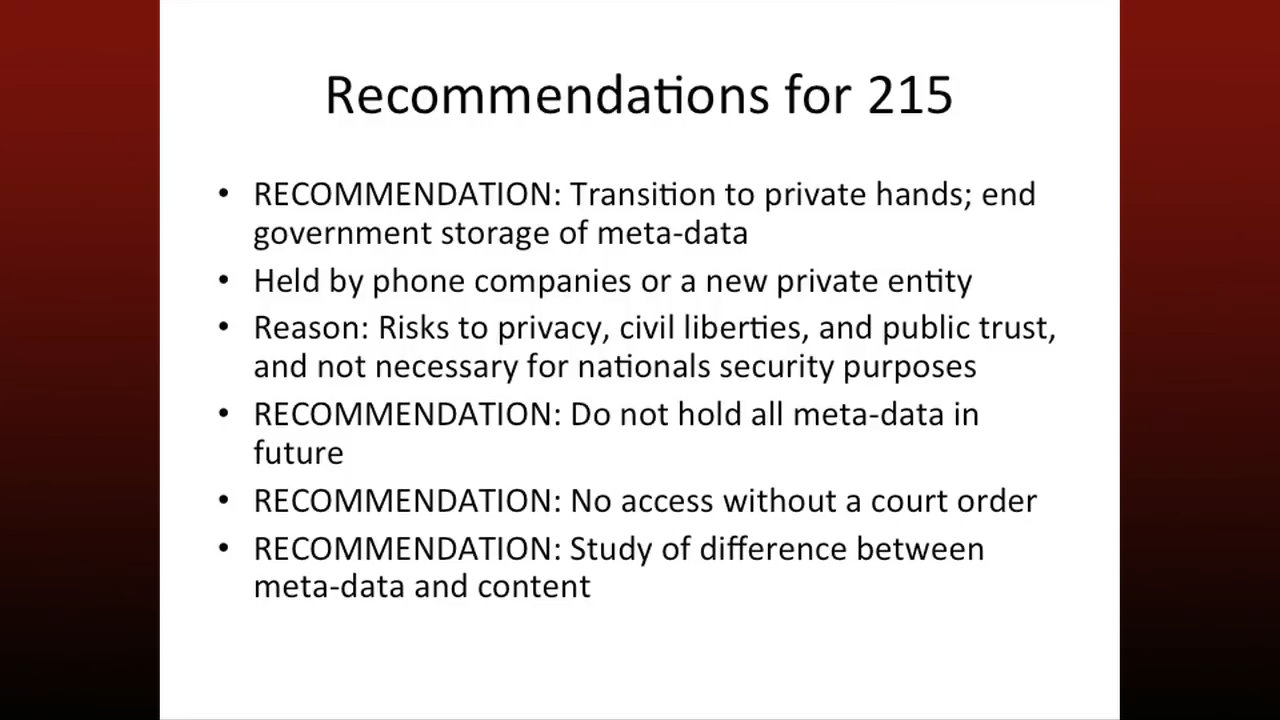 Recommendations for 215
• RECOMMENDATION: Transition to private hands; end
government storage of meta-data
• Held by phone companies or a new private entity
• Reason: Risks to privacy, civil liberties, and public trust,
and not necessary for nationals security purposes
• RECOMMENDATION: Do not hold all meta-data in
future
• RECOMMENDATION: No access without a court order
• RECOMMENDATION: Study of difference between
meta-data and content